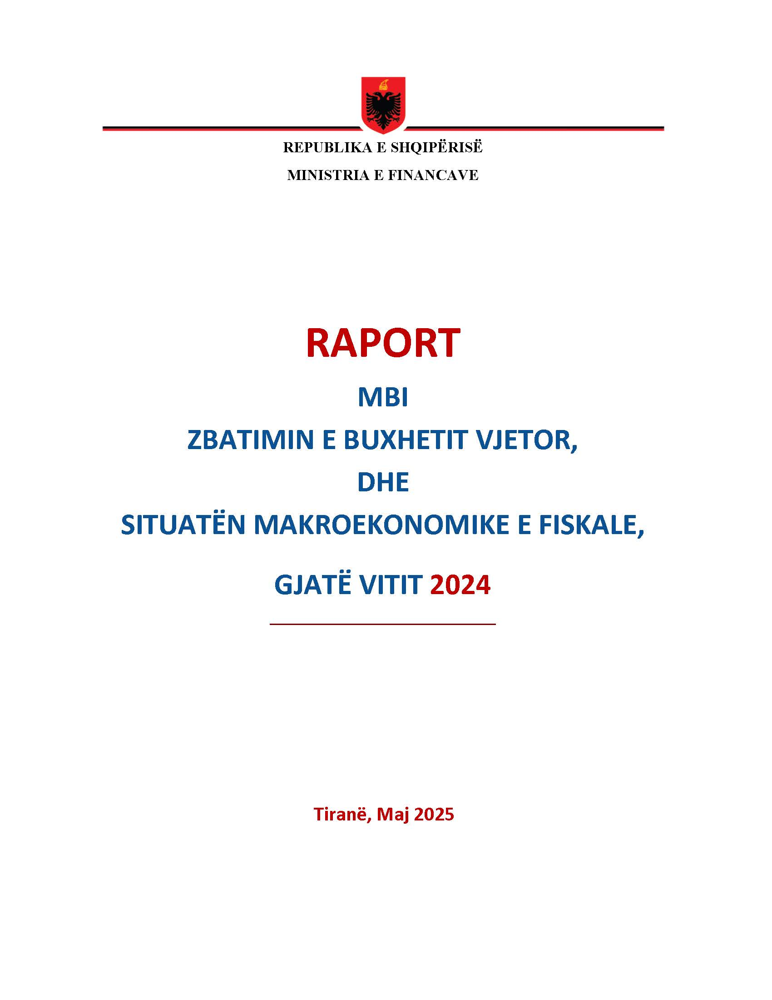 REPUBLIKA E SHQIPËRISË
MINISTRIA E FINANCAVE
RAPORT
MBI
ZBATIMIN E BUXHETIT VJETOR,
DHE
SITUATËN MAKROEKONOMIKE E FISKALE,
GJATË VITIT 2024
Tiranë, Maj 2025